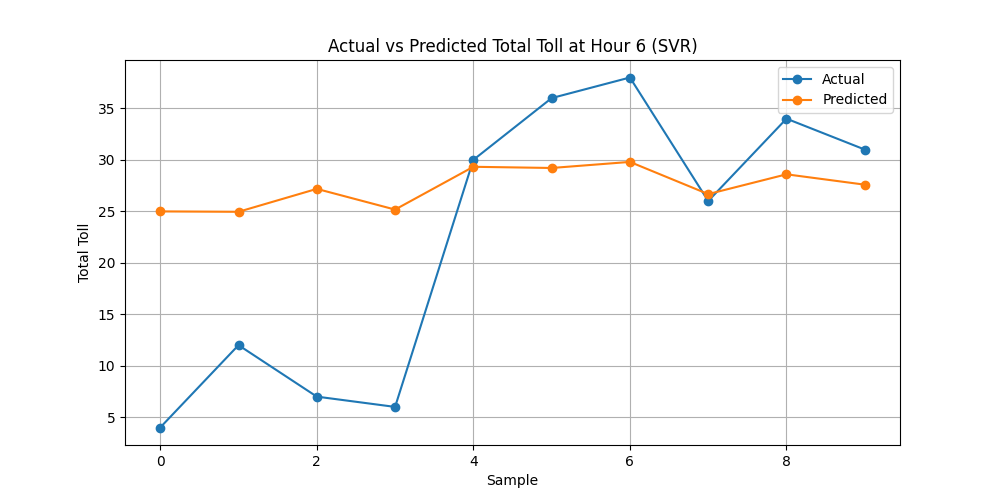 Actual vs Predicted Total Toll at Hour 6 (SVR)
Actual
Predicted
35
30
25
20
15
10
5
Total Toll
0 2 4 6 8
Sample